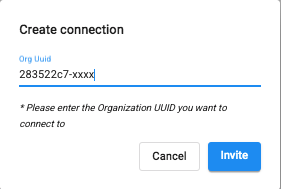 Create connection
Org Uuid
283522c7-xxxx
* Please enter the Organization UUID you want to
connect to
Cancel
Invite